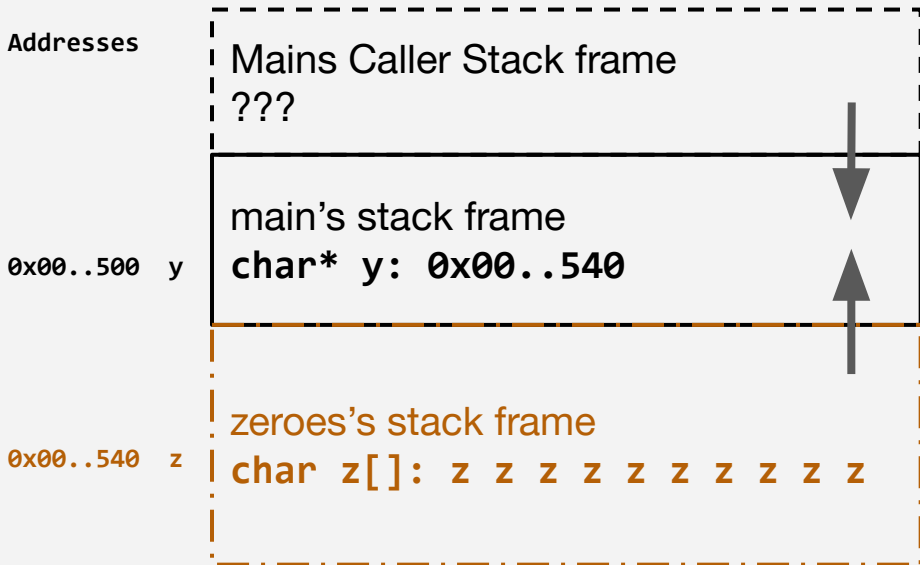 Addresses
Mains Caller Stack frame
???
main’s stack frame
0x00..500 y char* y: 0x00..540
zeroes’s stack frame
0x00..540 z char z[]: z z z z z z z z z z